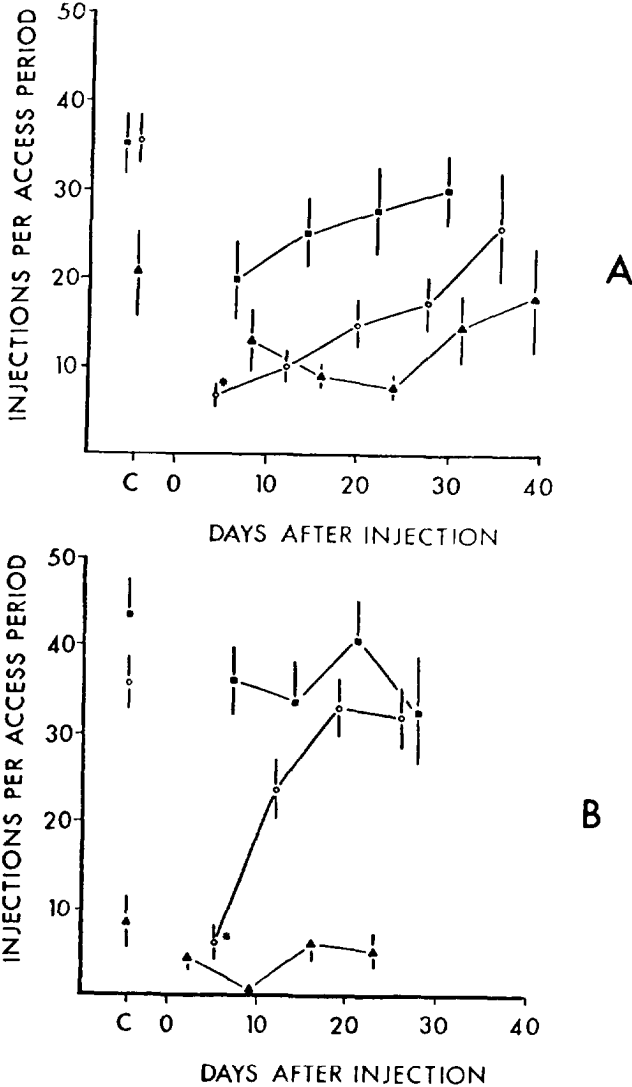 INJECTIONS PER ACCESS PERIOD
50
40
30
20
10
A
C 0 10 20 30 40
DAYS AFTER INJECTION
INJECTIONS PER ACCESS PERIOD
50
40
30
20
10
B
C 0 10 20 30 40
DAYS AFTER INJECTION